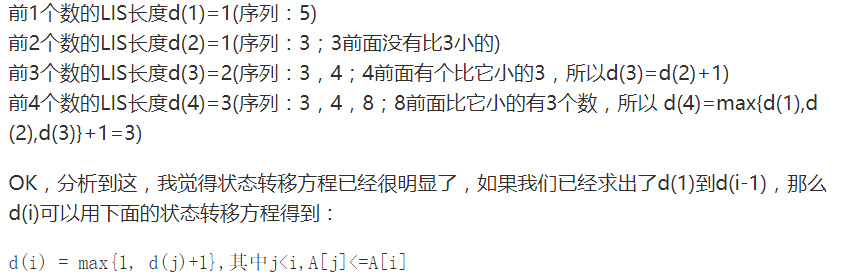 前1个数的LIS长度d(1)=1(序列：5)
前2个数的LIS长度d(2)=1(序列：3；3前面没有比3小的)
前3个数的LIS长度d(3)=2(序列：3，4；4前面有个比它小的3，所以d(3)=d(2)+1)
前4个数的LIS长度d(4)=3(序列：3，4，8；8前面比它小的有3个数，所以 d(4)=max{d(1),d
(2),d(3)}+1=3)
OK，分析到这，我觉得状态转移方程已经很明显了，如果我们已经求出了d(1)到d(i-1)，那么
d(i)可以用下面的状态转移方程得到：
d(i) = max{1, d(j)+1},其中j<i,A[j]<=A[i]